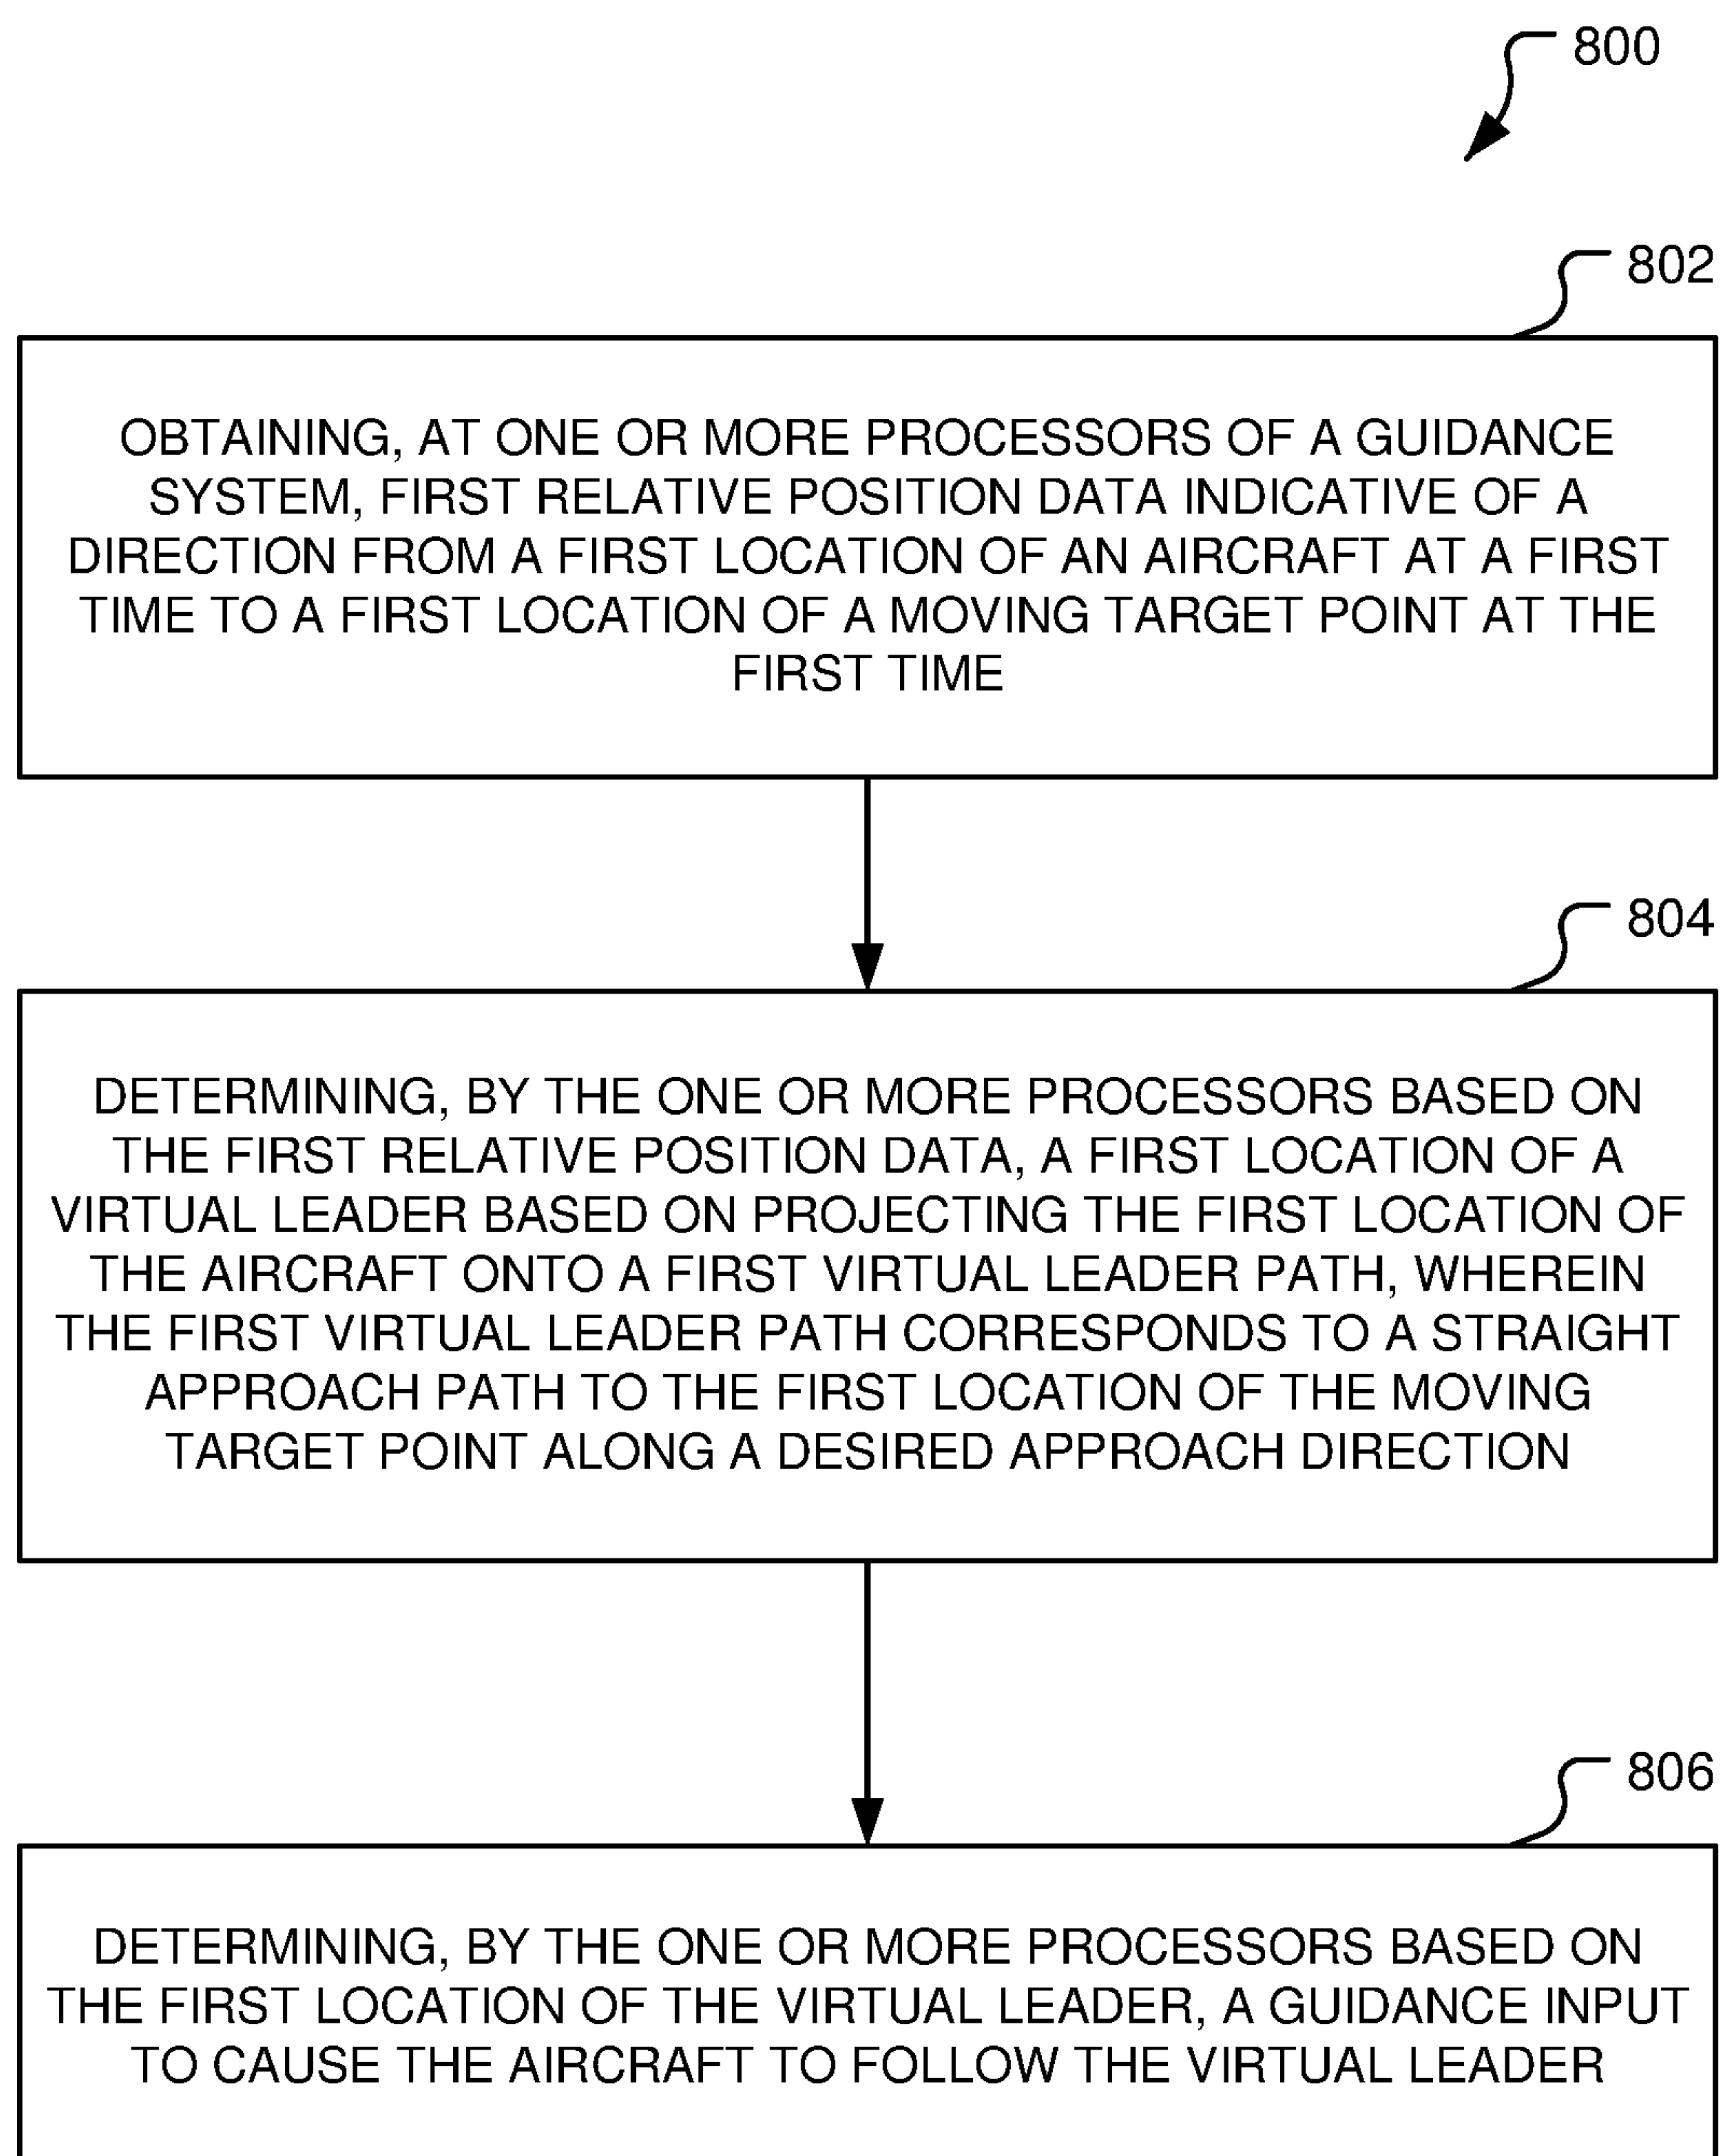 800
802
OBTAINING, AT ONE OR MORE PROCESSORS OF A GUIDANCE
SYSTEM, FIRST RELATIVE POSITION DATA INDICATIVE OF A
DIRECTION FROM A FIRST LOCATION OF AN AIRCRAFT AT A FIRST
TIME TO A FIRST LOCATION OF A MOVING TARGET POINT AT THE
FIRST TIME
804
DETERMINING, BY THE ONE OR MORE PROCESSORS BASED ON
THE FIRST RELATIVE POSITION DATA, A FIRST LOCATION OF A
VIRTUAL LEADER BASED ON PROJECTING THE FIRST LOCATION OF
THE AIRCRAFT ONTO A FIRST VIRTUAL LEADER PATH, WHEREIN
THE FIRST VIRTUAL LEADER PATH CORRESPONDS TO A STRAIGHT
APPROACH PATH TO THE FIRST LOCATION OF THE MOVING
TARGET POINT ALONG A DESIRED APPROACH DIRECTION
806
DETERMINING, BY THE ONE OR MORE PROCESSORS BASED ON
THE FIRST LOCATION OF THE VIRTUAL LEADER, A GUIDANCE INPUT
TO CAUSE THE AIRCRAFT TO FOLLOW THE VIRTUAL LEADER